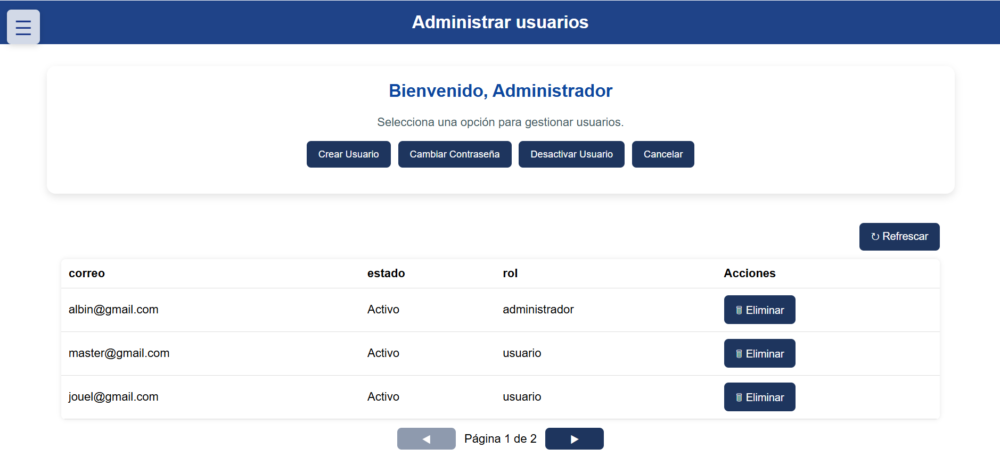 Administrar usuarios
Bienvenido, Administrador
Selecciona una opción para gestionar usuarios.
Crear Usuario Cambiar Contraseña Desactivar Usuario Cancelar
↻ Refrescar
correo estado rol Acciones
albin@gmail.com Activo administrador Eliminar
master@gmail.com Activo usuario Eliminar
jouel@gmail.com Activo usuario Eliminar
◀ Página 1 de 2 ▶